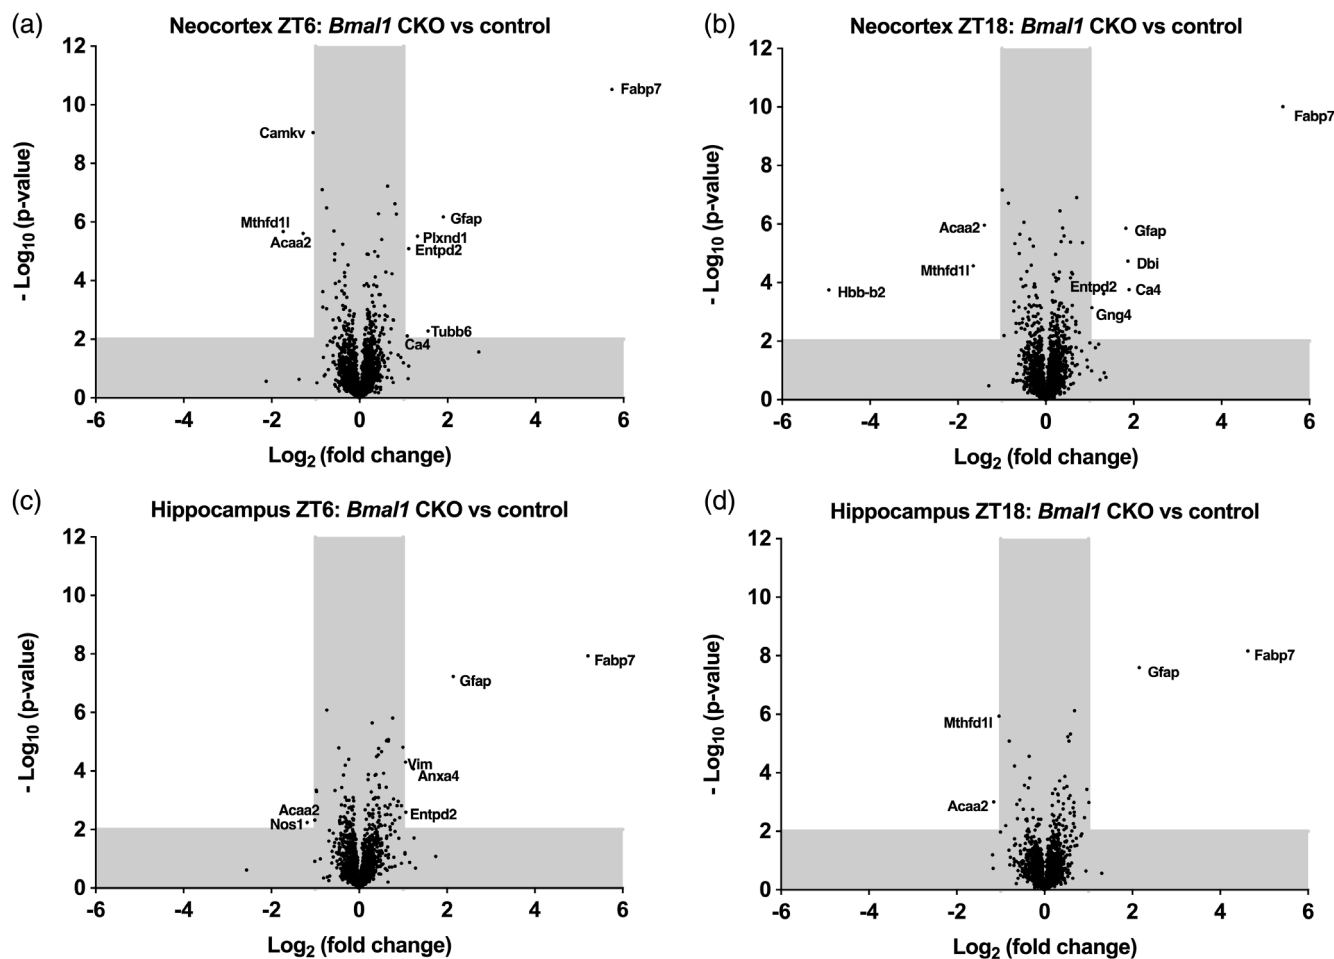 (a)
Neocortex ZT6: Bmal1 CKO vs control
12
10
8
6
4
2
0
- Log10 (p-value)
Fabp7
Camkv
Gfap
Mthfd1l
Plxnd1
Acaa2
Entpd2
Tubb6
Ca4
-6 -4 -2 0 2 4 6
Log2 (fold change)
(b)
Neocortex ZT18: Bmal1 CKO vs control
12
10
8
6
4
2
0
- Log10 (p-value)
Fabp7
Acaa2
Gfap
Mthfd1l
Dbi
Entpd2
Hbb-b2
Ca4
Gng4
-6 -4 -2 0 2 4 6
Log2 (fold change)
(c)
Hippocampus ZT6: Bmal1 CKO vs control
12
10
8
6
4
2
0
- Log10 (p-value)
Fabp7
Gfap
Vim
Anxa4
Acaa2
Entpd2
Nos1
-6 -4 -2 0 2 4 6
Log2 (fold change)
(d)
Hippocampus ZT18: Bmal1 CKO vs control
12
10
8
6
4
2
0
- Log10 (p-value)
Fabp7
Gfap
Mthfd1l
Acaa2
-6 -4 -2 0 2 4 6
Log2 (fold change)